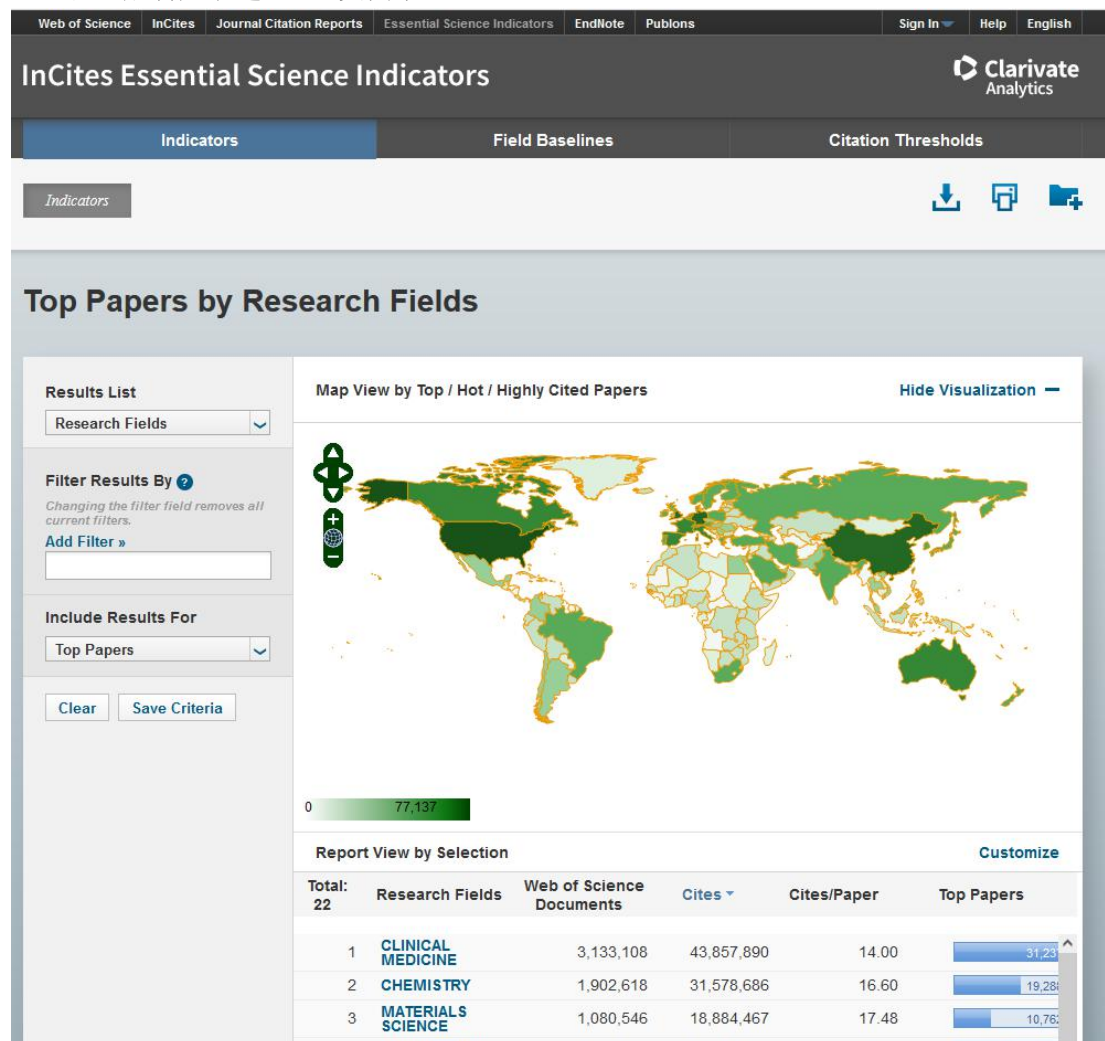 Web of Science InCites Journal Citation Reports Essential Science Indicators EndNote Publons Sign In Help English
InCites Essential Science Indicators
Clarivate
Analytics
Indicators Field Baselines Citation Thresholds
Indicators
Top Papers by Research Fields
Results List
Research Fields
Filter Results By ?
Changing the filter field removes all
current filters.
Add Filter »
Include Results For
Top Papers
Clear Save Criteria
Map View by Top / Hot / Highly Cited Papers Hide Visualization
0 77,137
Report View by Selection Customize
Total:
22 Research Fields Web of Science
Documents Cites Cites/Paper Top Papers
1 CLINICAL
MEDICINE 3,133,108 43,857,890 14.00 31,23
2 CHEMISTRY 1,902,618 31,578,686 16.60 19,288
3 MATERIALS
SCIENCE 1,080,546 18,884,467 17.48 10,762